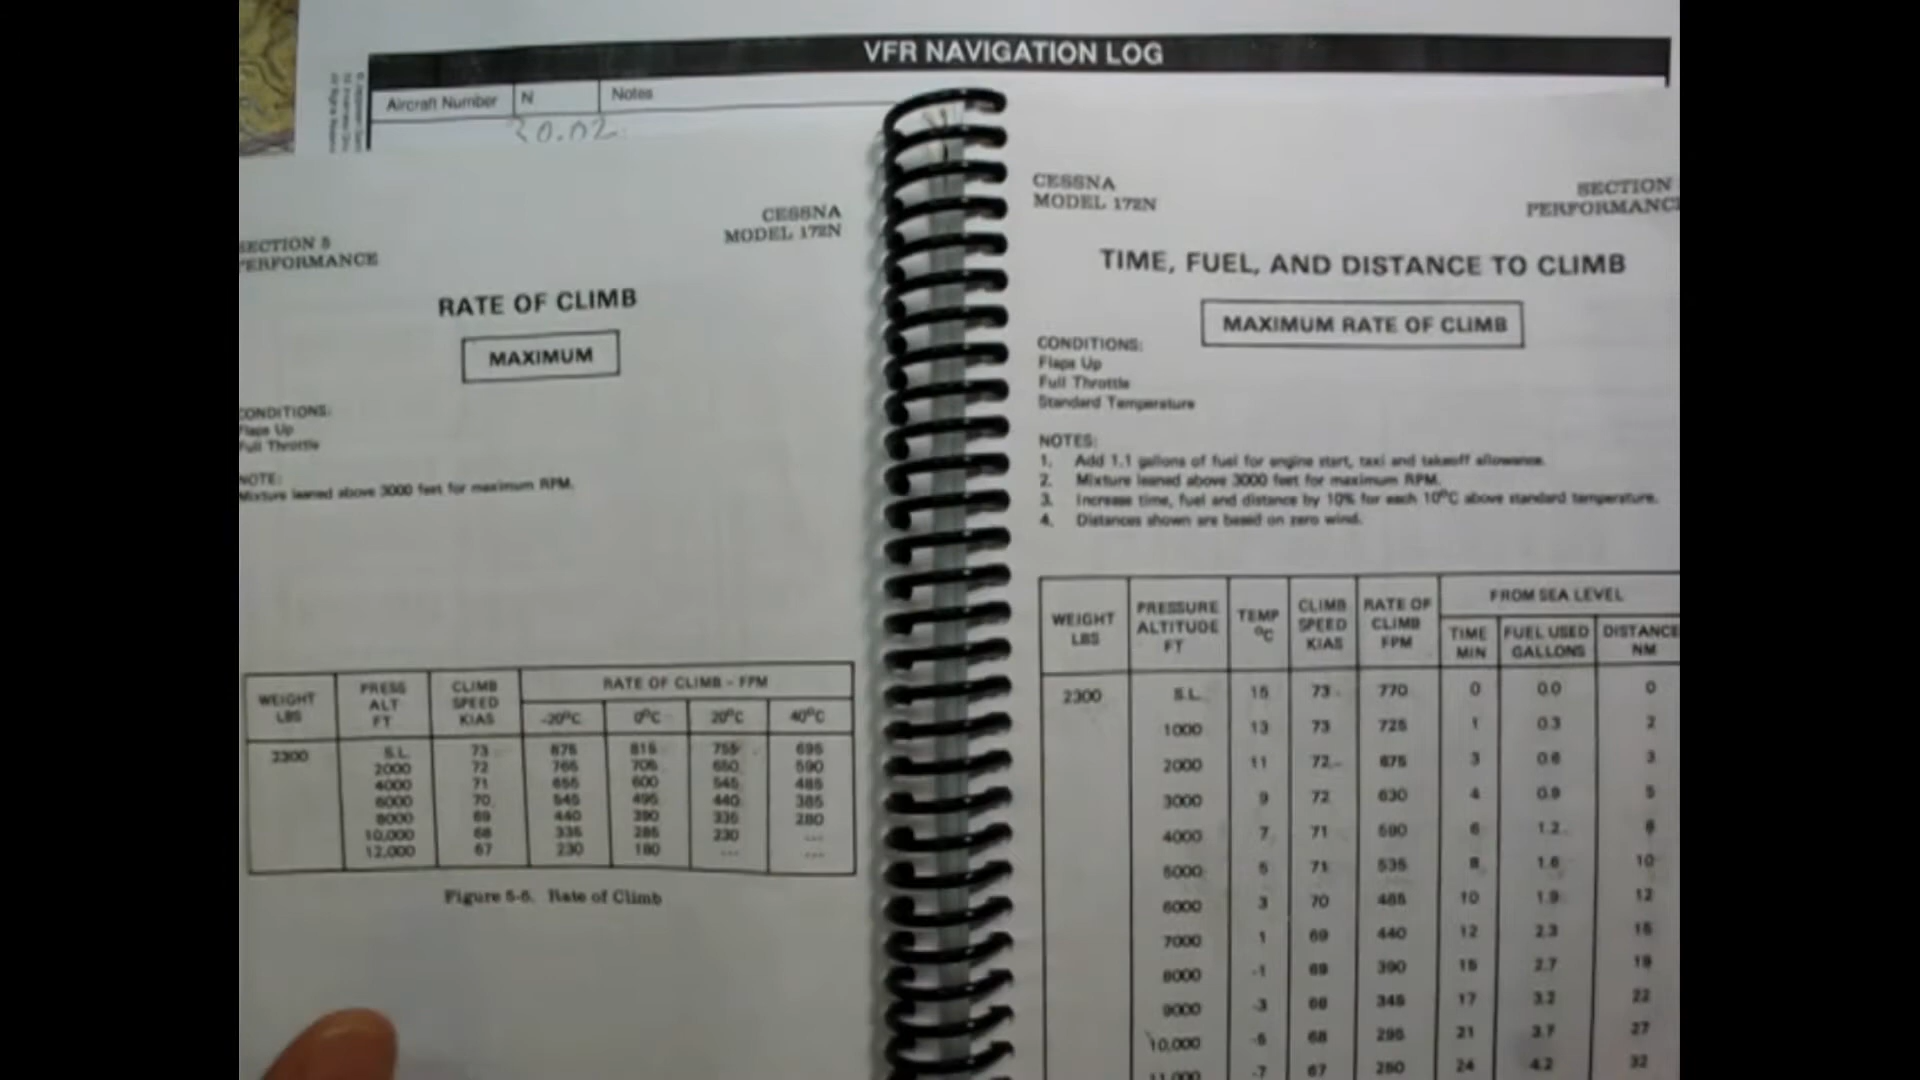 VFR NAVIGATION LOG
Aircraft Number N Notes
30.02
SECTION 5
PERFORMANCE
CESSNA
MODEL 172N
RATE OF CLIMB
MAXIMUM
CONDITIONS:
Flaps Up
Full Throttle
NOTE:
Mixture leaned above 3000 feet for maximum RPM.
WEIGHT LBS PRESS ALT FT CLIMB SPEED KIAS RATE OF CLIMB - FPM
-20°C 0°C 20°C 40°C
2300 S.L. 73 875 815 755 695
2000 72 765 705 650 590
4000 71 655 600 545 485
6000 70 545 495 440 385
8000 69 440 390 335 280
10,000 68 335 285 230 ---
12,000 67 230 180 --- ---
Figure 5-5. Rate of Climb
CESSNA
MODEL 172N
SECTION
PERFORMANC
TIME, FUEL, AND DISTANCE TO CLIMB
MAXIMUM RATE OF CLIMB
CONDITIONS:
Flaps Up
Full Throttle
Standard Temperature
NOTES:
1. Add 1.1 gallons of fuel for engine start, taxi and takeoff allowance.
2. Mixture leaned above 3000 feet for maximum RPM.
3. Increase time, fuel and distance by 10% for each 10°C above standard temperature.
4. Distances shown are based on zero wind.
WEIGHT LBS PRESSURE ALTITUDE FT TEMP °C CLIMB SPEED KIAS RATE OF CLIMB FPM FROM SEA LEVEL
TIME MIN FUEL USED GALLONS DISTANCE NM
2300 S.L. 15 73 770 0 0.0 0
1000 13 73 725 1 0.3 2
2000 11 72 675 3 0.6 3
3000 9 72 630 4 0.9 5
4000 7 71 580 6 1.2 8
5000 5 71 535 8 1.6 10
6000 3 70 485 10 1.9 12
7000 1 69 440 12 2.3 15
8000 -1 69 390 15 2.7 19
9000 -3 68 345 17 3.2 22
10,000 -5 68 295 21 3.7 27
11,000 -7 67 250 24 4.2 32